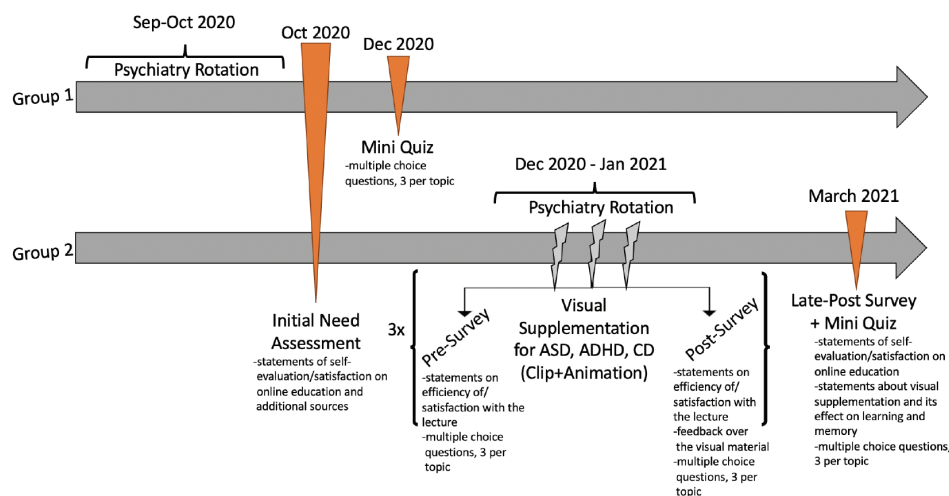 Sep-Oct 2020
Psychiatry Rotation
Oct 2020
Dec 2020
Group 1
Mini Quiz
-multiple choice
questions, 3 per topic
Dec 2020 - Jan 2021
Psychiatry Rotation
March 2021
Group 2
Initial Need
Assessment
-statements of self-
evaluation/satisfaction on
online education and
additional sources
3x
Pre-Survey
-statements on
efficiency of/
satisfaction with the
lecture
-multiple choice
questions, 3 per
topic
Visual
Supplementation
for ASD, ADHD, CD
(Clip+Animation)
Post-Survey
-statements on
efficiency of/
satisfaction with
the lecture
-feedback over
the visual material
-multiple choice
questions, 3 per
topic
Late-Post Survey
+ Mini Quiz
-statements of self-
evaluation/satisfaction on
online education
-statements about visual
supplementation and its
effect on learning and
memory
-multiple choice questions,
3 per topic